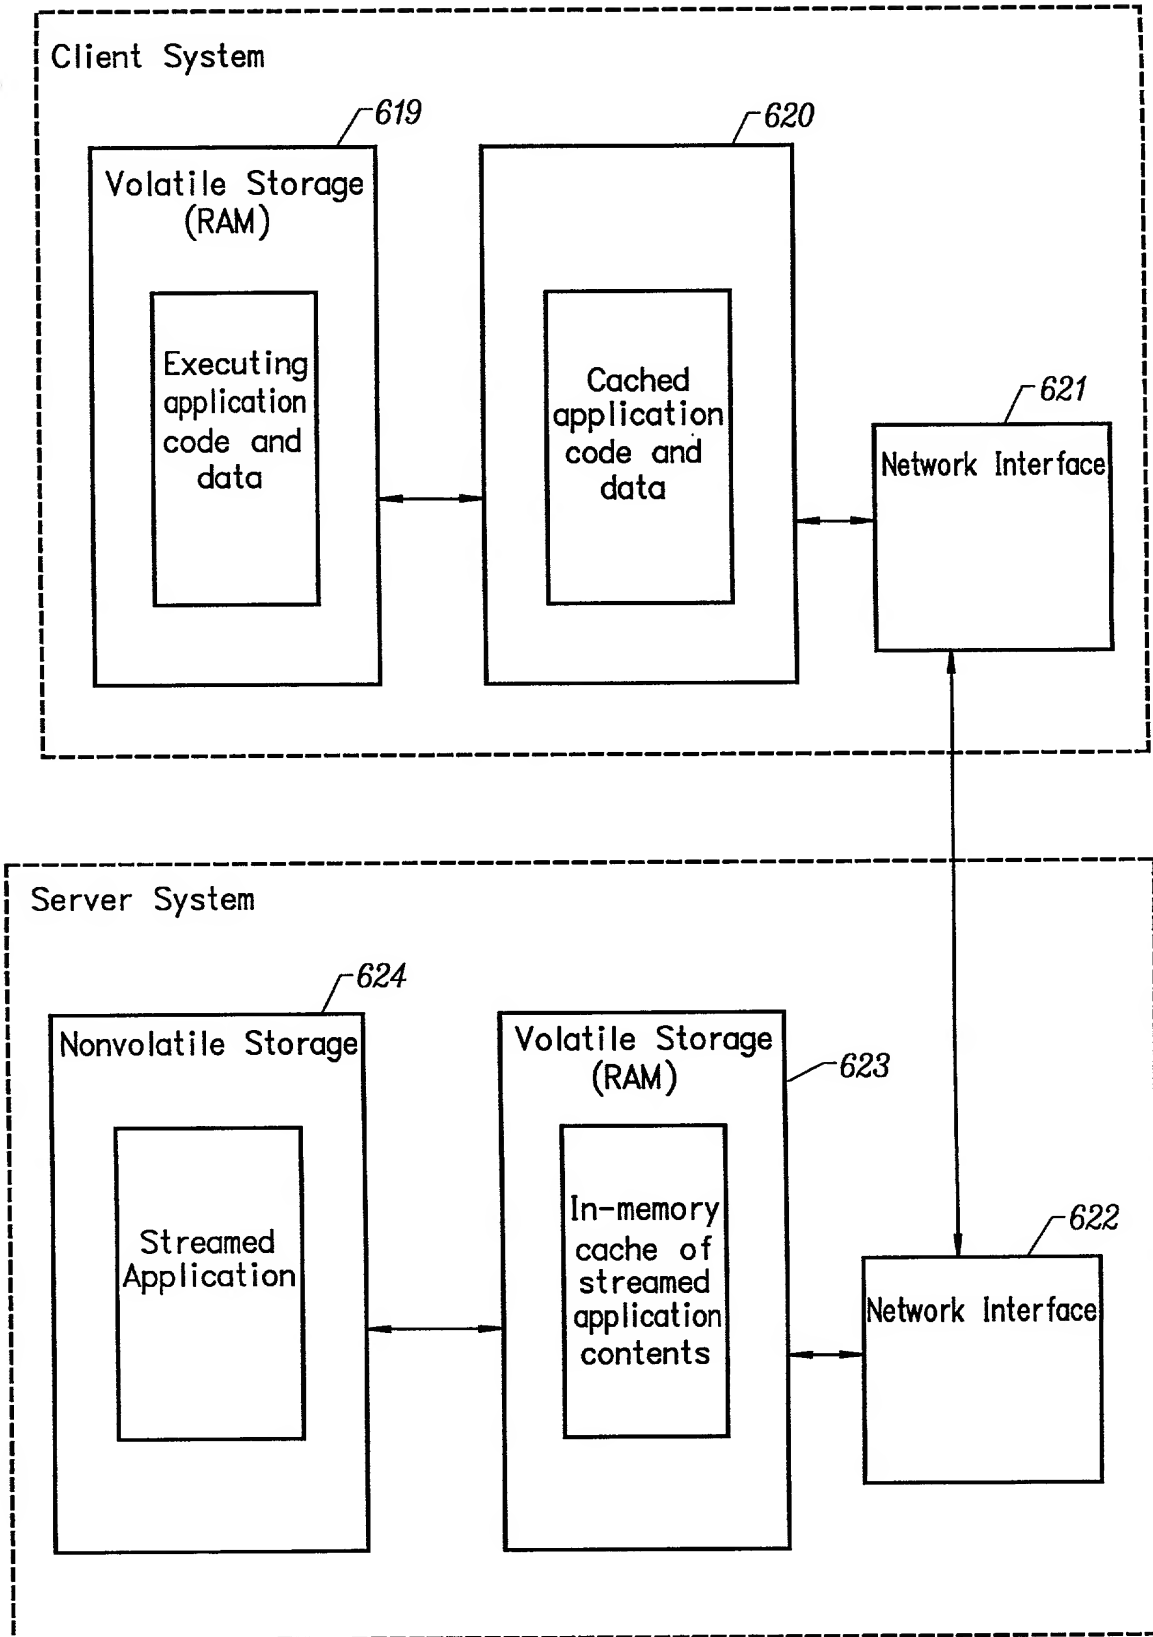 Client System
619
620
Volatile Storage
(RAM)
Executing
application
code and
data
Cached
application
code and
data
621
Network Interface
Server System
624
Nonvolatile Storage
Volatile Storage
(RAM)
623
Streamed
Application
In-memory
cache of
streamed
application
contents
622
Network Interface